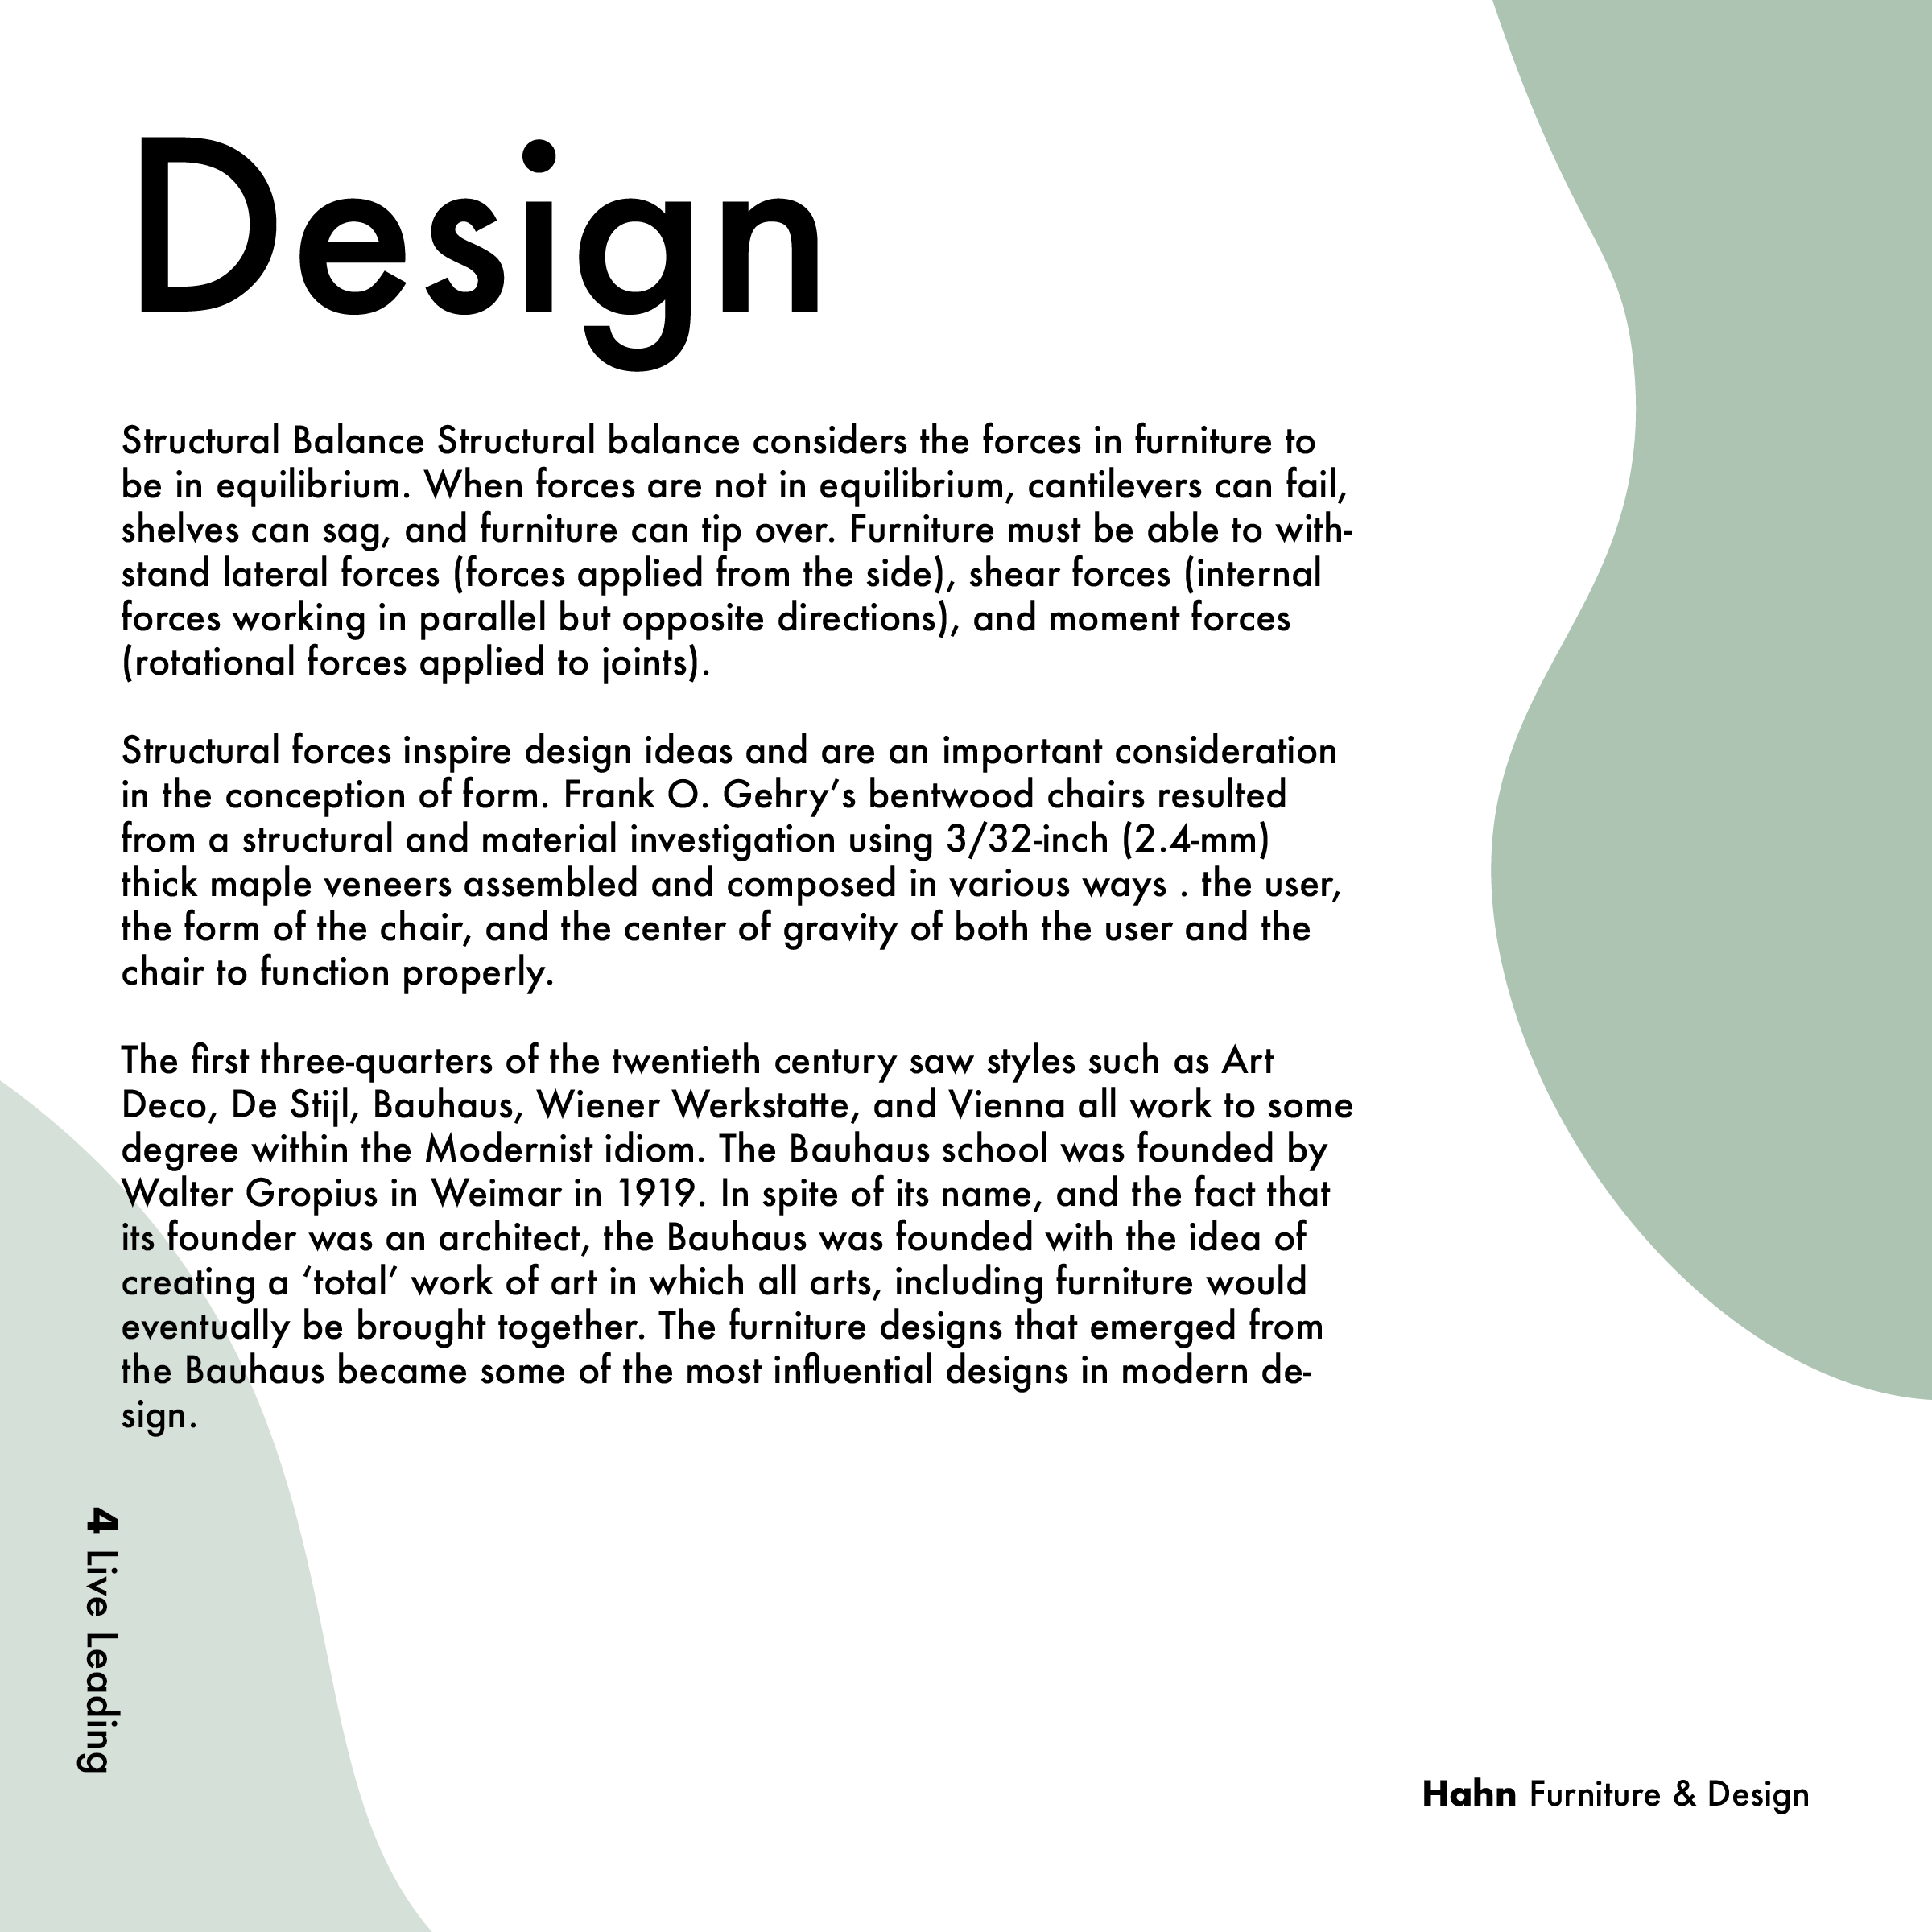 Design
Structural Balance Structural balance considers the forces in furniture to
be in equilibrium. When forces are not in equilibrium, cantilevers can fail,
shelves can sag, and furniture can tip over. Furniture must be able to with-
stand lateral forces (forces applied from the side), shear forces (internal
forces working in parallel but opposite directions), and moment forces
(rotational forces applied to joints).
Structural forces inspire design ideas and are an important consideration
in the conception of form. Frank O. Gehry’s bentwood chairs resulted
from a structural and material investigation using 3/32-inch (2.4-mm)
thick maple veneers assembled and composed in various ways . the user,
the form of the chair, and the center of gravity of both the user and the
chair to function properly.
The first three-quarters of the twentieth century saw styles such as Art
Deco, De Stijl, Bauhaus, Wiener Werkstatte, and Vienna all work to some
degree within the Modernist idiom. The Bauhaus school was founded by
Walter Gropius in Weimar in 1919. In spite of its name, and the fact that
its founder was an architect, the Bauhaus was founded with the idea of
creating a ‘total’ work of art in which all arts, including furniture would
eventually be brought together. The furniture designs that emerged from
the Bauhaus became some of the most influential designs in modern de-
sign.
4 Live Leading
Hahn Furniture & Design